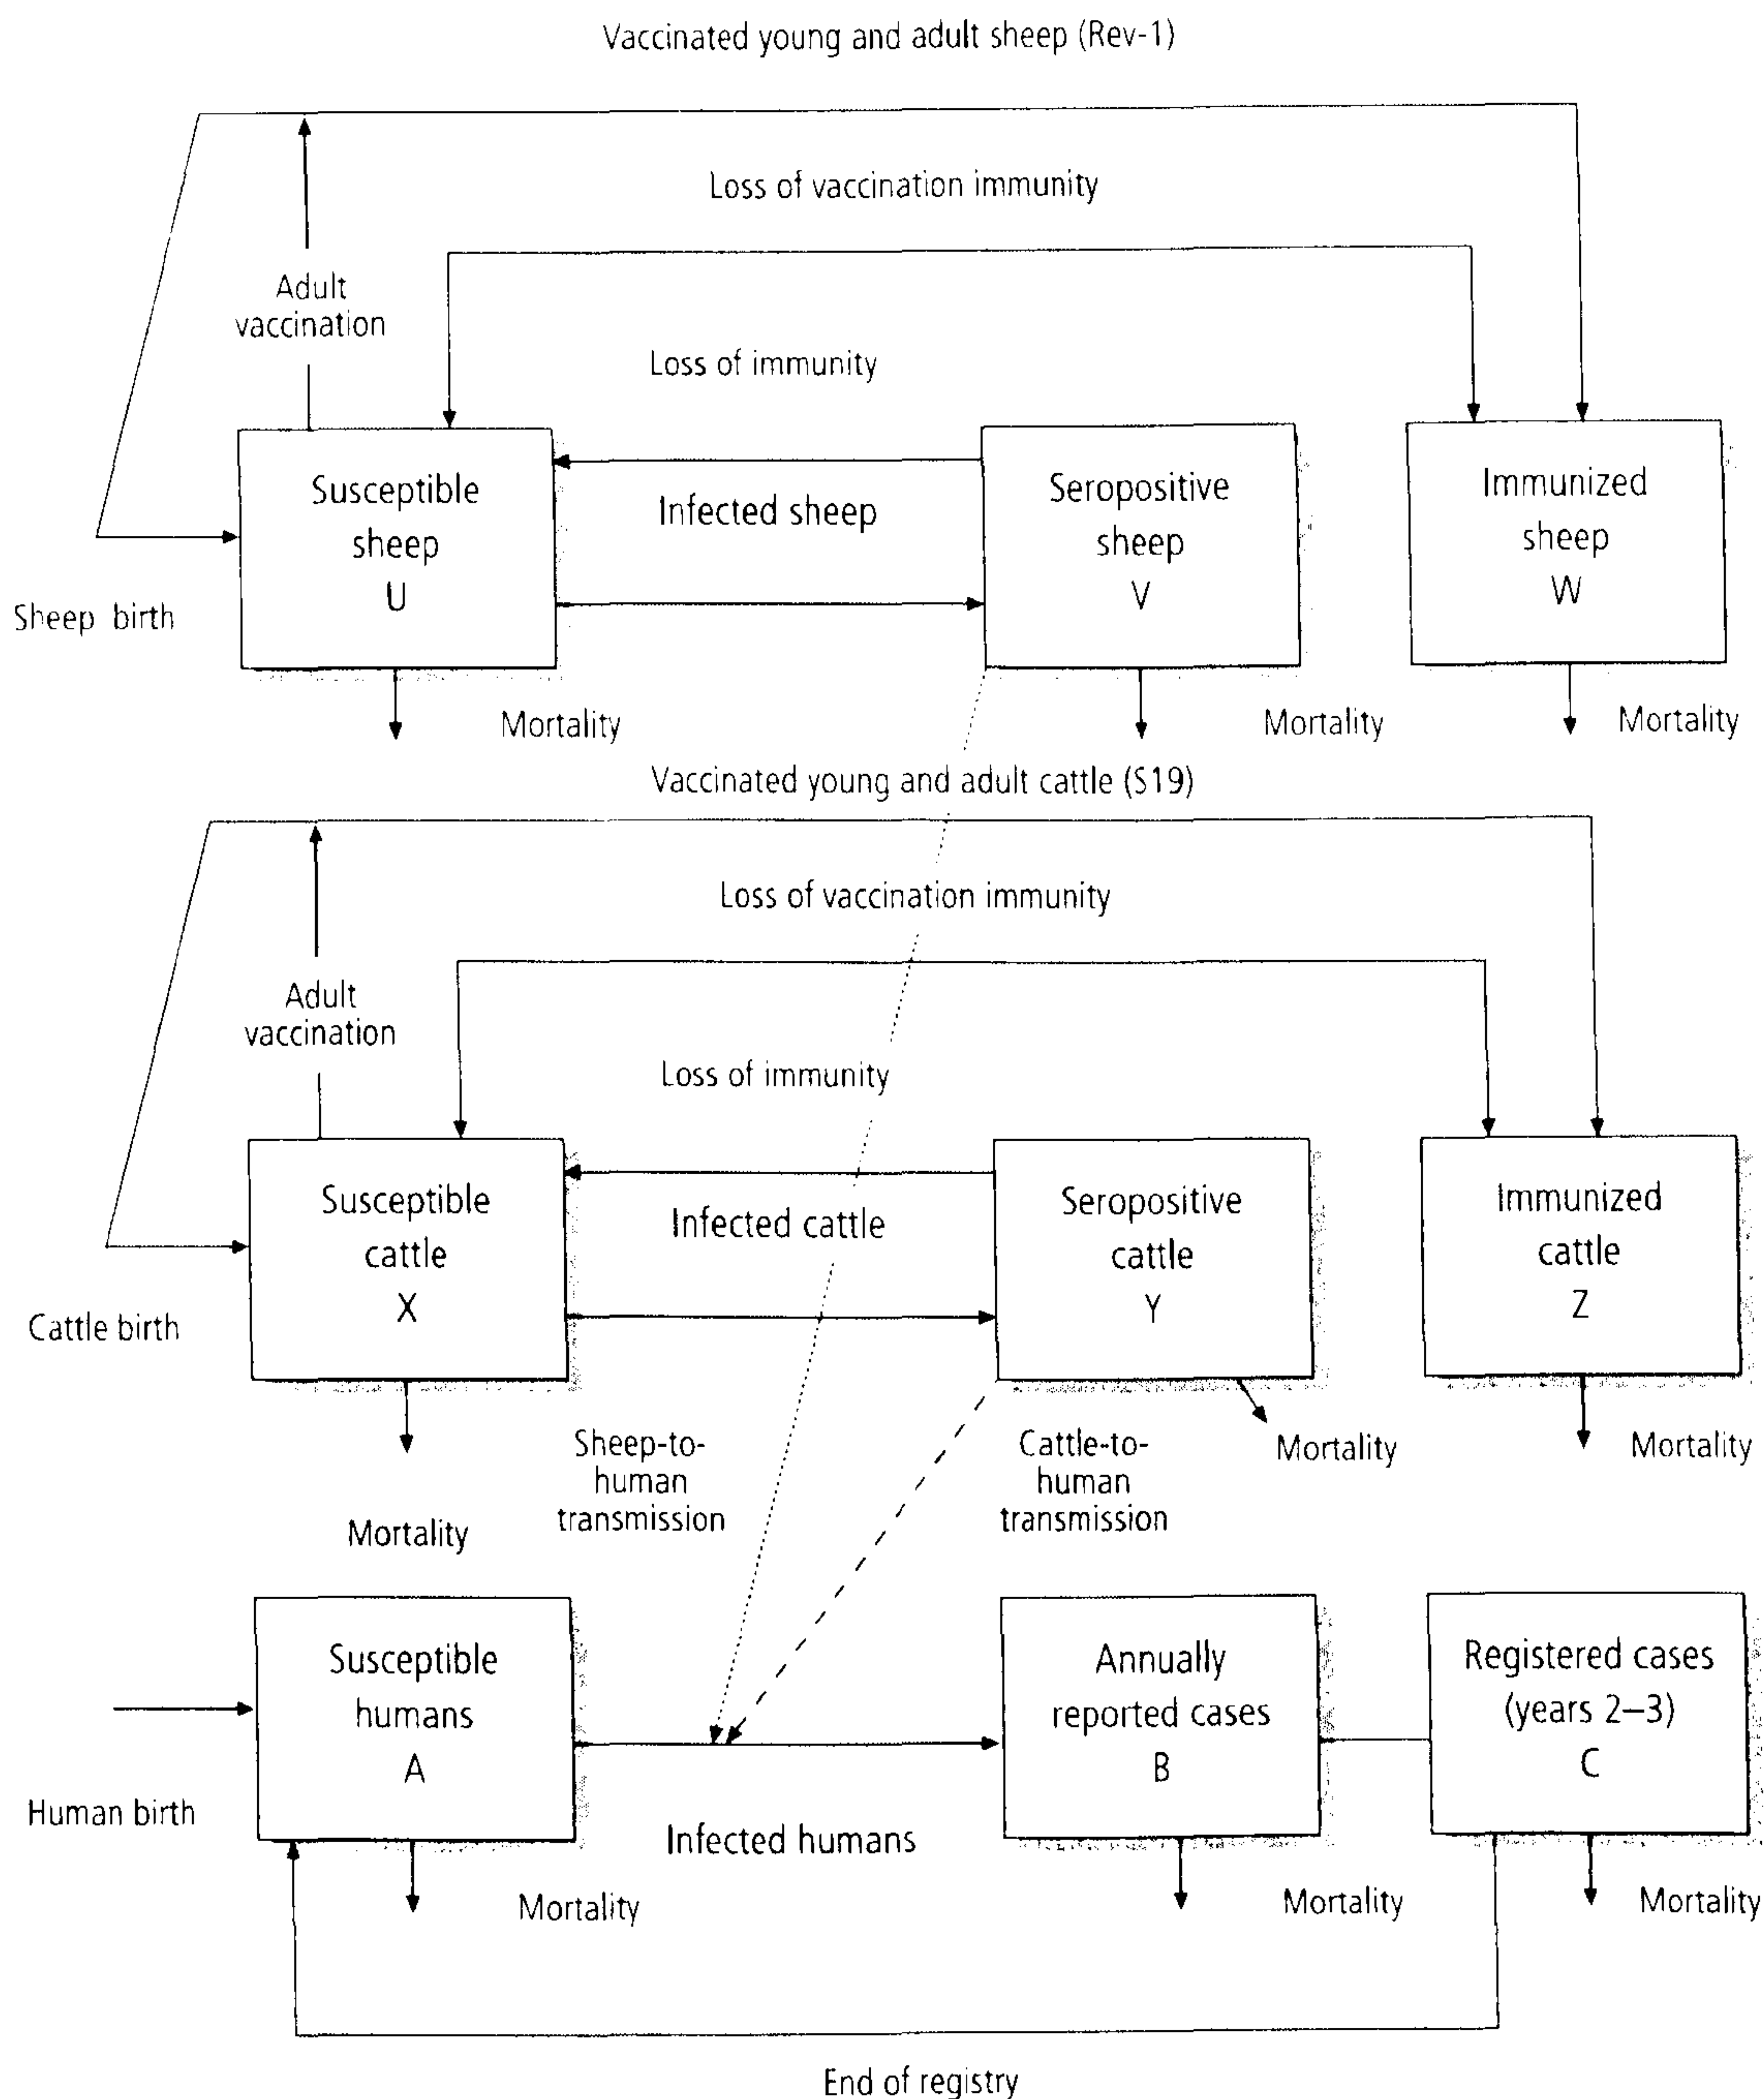 Vaccinated young and adult sheep (Rev-1)
Loss of vaccination immunity
Adult
vaccination
Loss of immunity
Susceptible
sheep
U
Infected sheep
Seropositive
sheep
V
Immunized
sheep
W
Sheep birth
Mortality
Mortality
Mortality
Vaccinated young and adult cattle (S19)
Loss of vaccination immunity
Adult
vaccination
Loss of immunity
Susceptible
cattle
X
Infected cattle
Seropositive
cattle
Y
Immunized
cattle
Z
Cattle birth
Sheep-to-
human
transmission
Cattle-to-
human
transmission
Mortality
Mortality
Mortality
Susceptible
humans
A
Annually
reported cases
B
Registered cases
(years 2–3)
C
Human birth
Infected humans
Mortality
Mortality
Mortality
End of registry